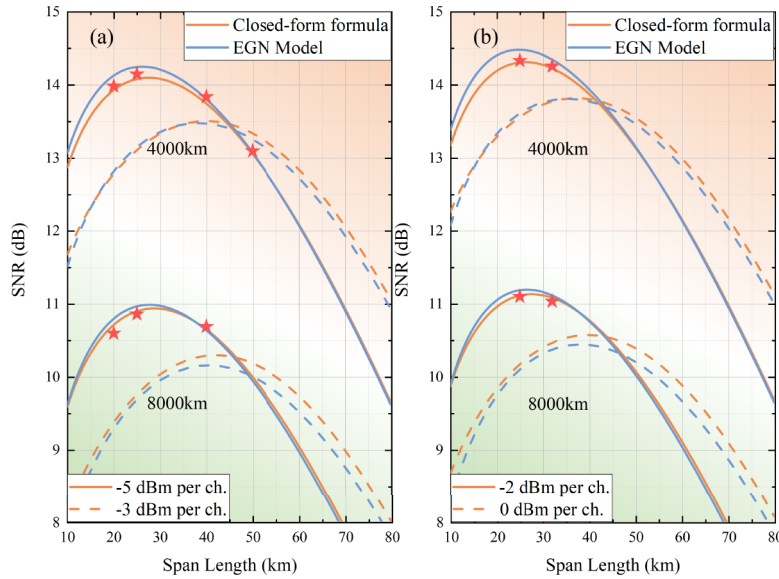 (a)
Closed-form formula
EGN Model
4000km
8000km
-5 dBm per ch.
-3 dBm per ch.
15
14
13
12
11
10
9
8
SNR (dB)
10 20 30 40 50 60 70 80
Span Length (km)
(b)
Closed-form formula
EGN Model
4000km
8000km
-2 dBm per ch.
0 dBm per ch.
15
14
13
12
11
10
9
8
SNR (dB)
10 20 30 40 50 60 70 80
Span Length (km)